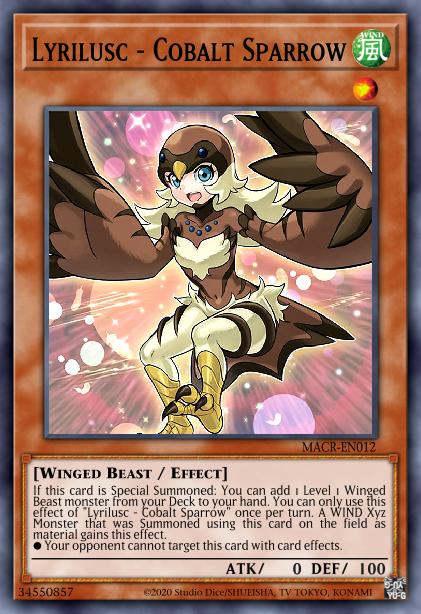 LYRILUSC - COBALT SPARROW
WIND
風
MACR-EN012
[WINGED BEAST / EFFECT]
If this card is Special Summoned: You can add 1 Level 1 Winged
Beast monster from your Deck to your hand. You can only use this
effect of "Lyrilusc - Cobalt Sparrow" once per turn. A WIND Xyz
Monster that was Summoned using this card on the field as
material gains this effect.
● Your opponent cannot target this card with card effects.
ATK/ 0 DEF/ 100
34550857
©2020 Studio Dice/SHUEISHA, TV TOKYO, KONAMI